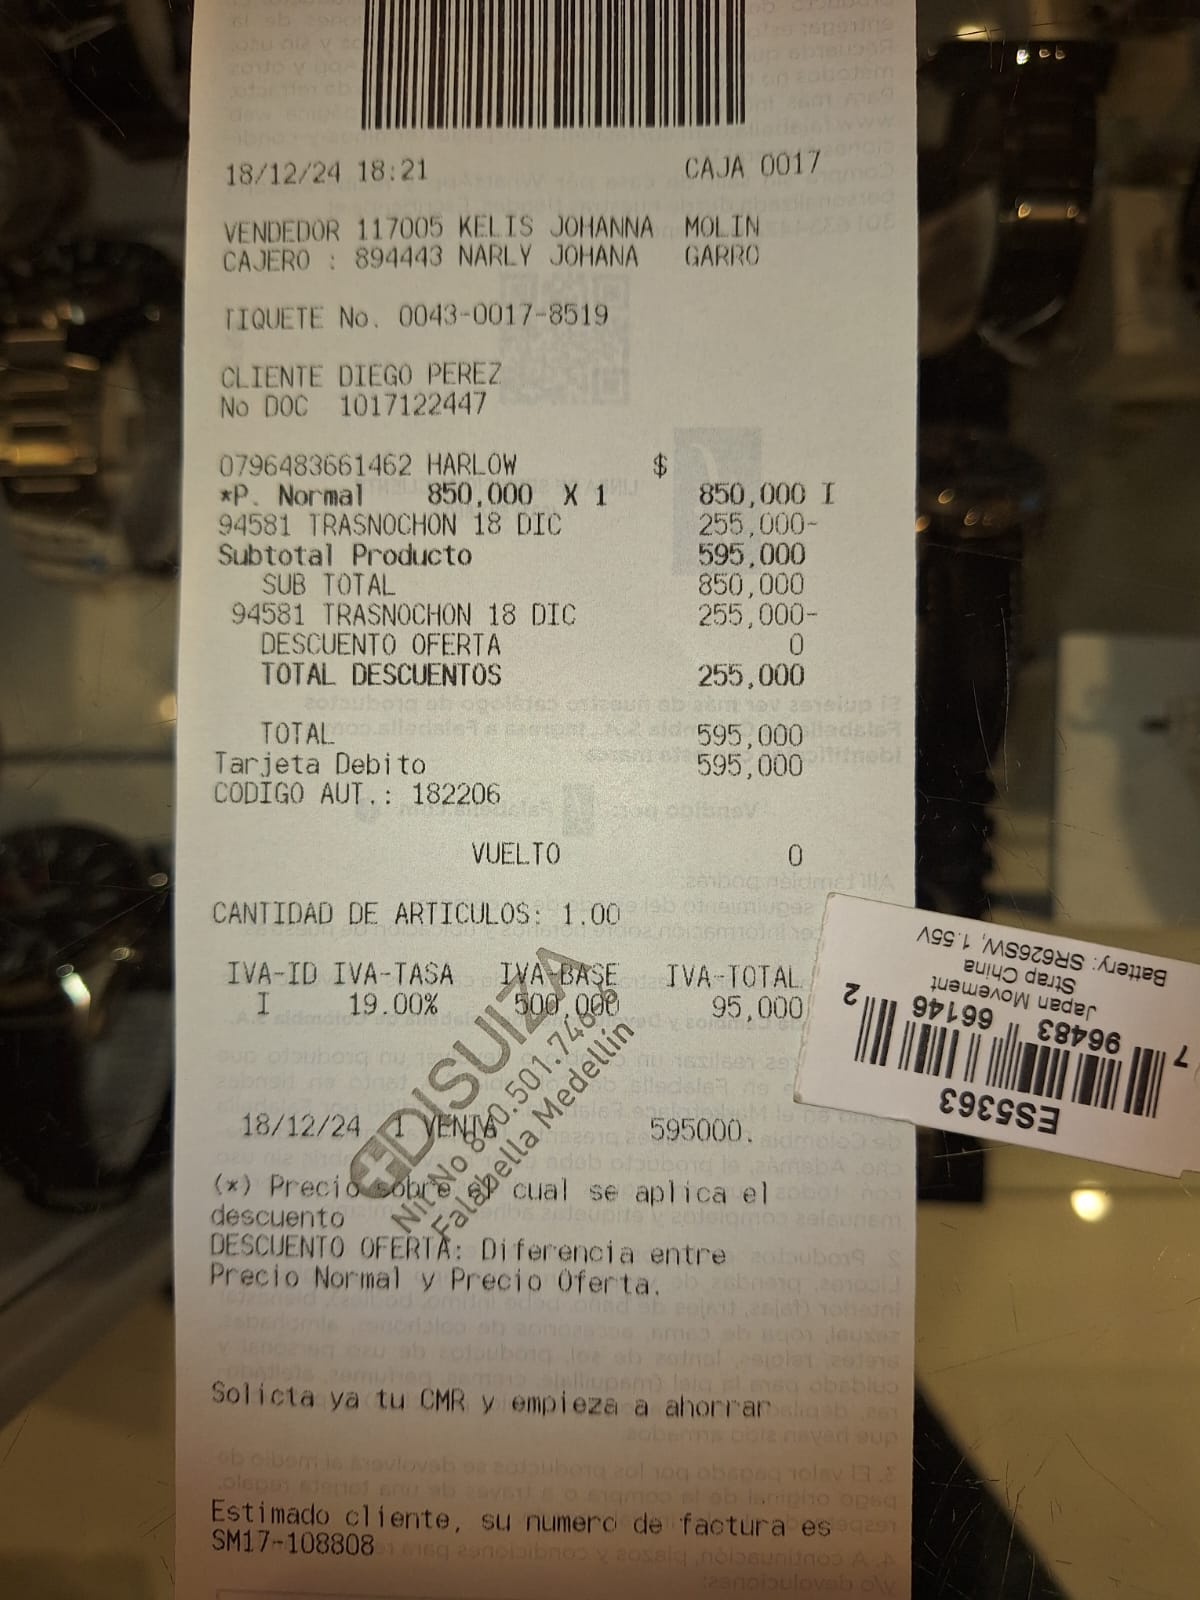 18/12/24 18:21 CAJA 0017
VENDEDOR 117005 KELIS JOHANNA MOLIN
CAJERO : 894443 NARLY JOHANA GARRO
TIQUETE No. 0043-0017-8519
CLIENTE DIEGO PEREZ
No DOC 1017122447
0796483661462 HARLOW $
*P. Normal 850,000 X 1 850,000 I
94581 TRASNOCHON 18 DIC 255,000-
Subtotal Producto 595,000
SUB TOTAL 850,000
94581 TRASNOCHON 18 DIC 255,000-
DESCUENTO OFERTA 0
TOTAL DESCUENTOS 255,000
TOTAL 595,000
Tarjeta Debito 595,000
CODIGO AUT.: 182206
VUELTO 0
CANTIDAD DE ARTICULOS: 1.00
IVA-ID IVA-TASA IVA-BASE IVA-TOTAL
I 19.00% 500,000 95,000
DISUIZA
Nit. No 860.501.746
Falabella Medellín
18/12/24 1 VENTA 595000.
(*) Precio sobre el cual se aplica el
descuento
DESCUENTO OFERTA: Diferencia entre
Precio Normal y Precio Oferta.
Solicta ya tu CMR y empieza a ahorrar
Estimado cliente, su numero de factura es
SM17-108808
ES5363
7 96483 66146 2
Japan Movement
Strap China
Battery: SR626SW, 1.55V